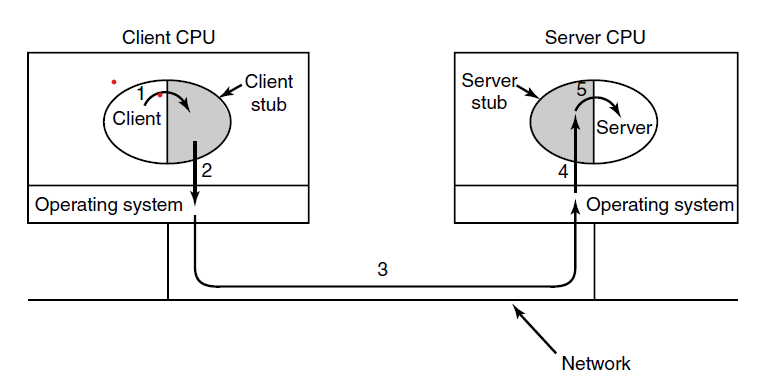 Client CPU
Server CPU
1
Client
Client
stub
2
Operating system
Server
stub
5
Server
4
Operating system
3
Network